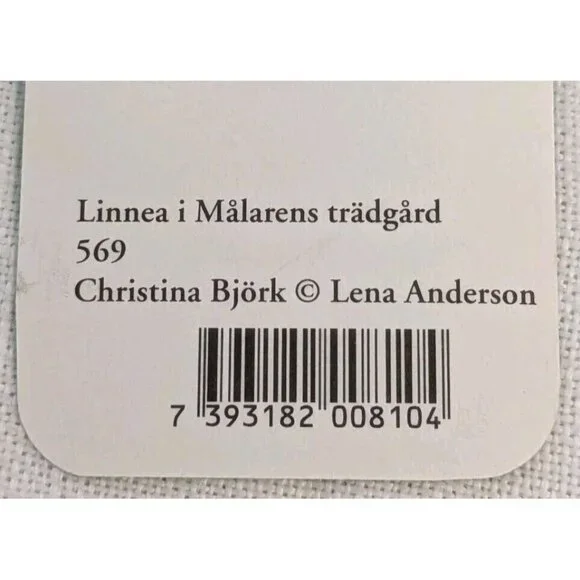 Linnea i Målarens trädgård
569
Christina Björk © Lena Anderson
7 393182 008104